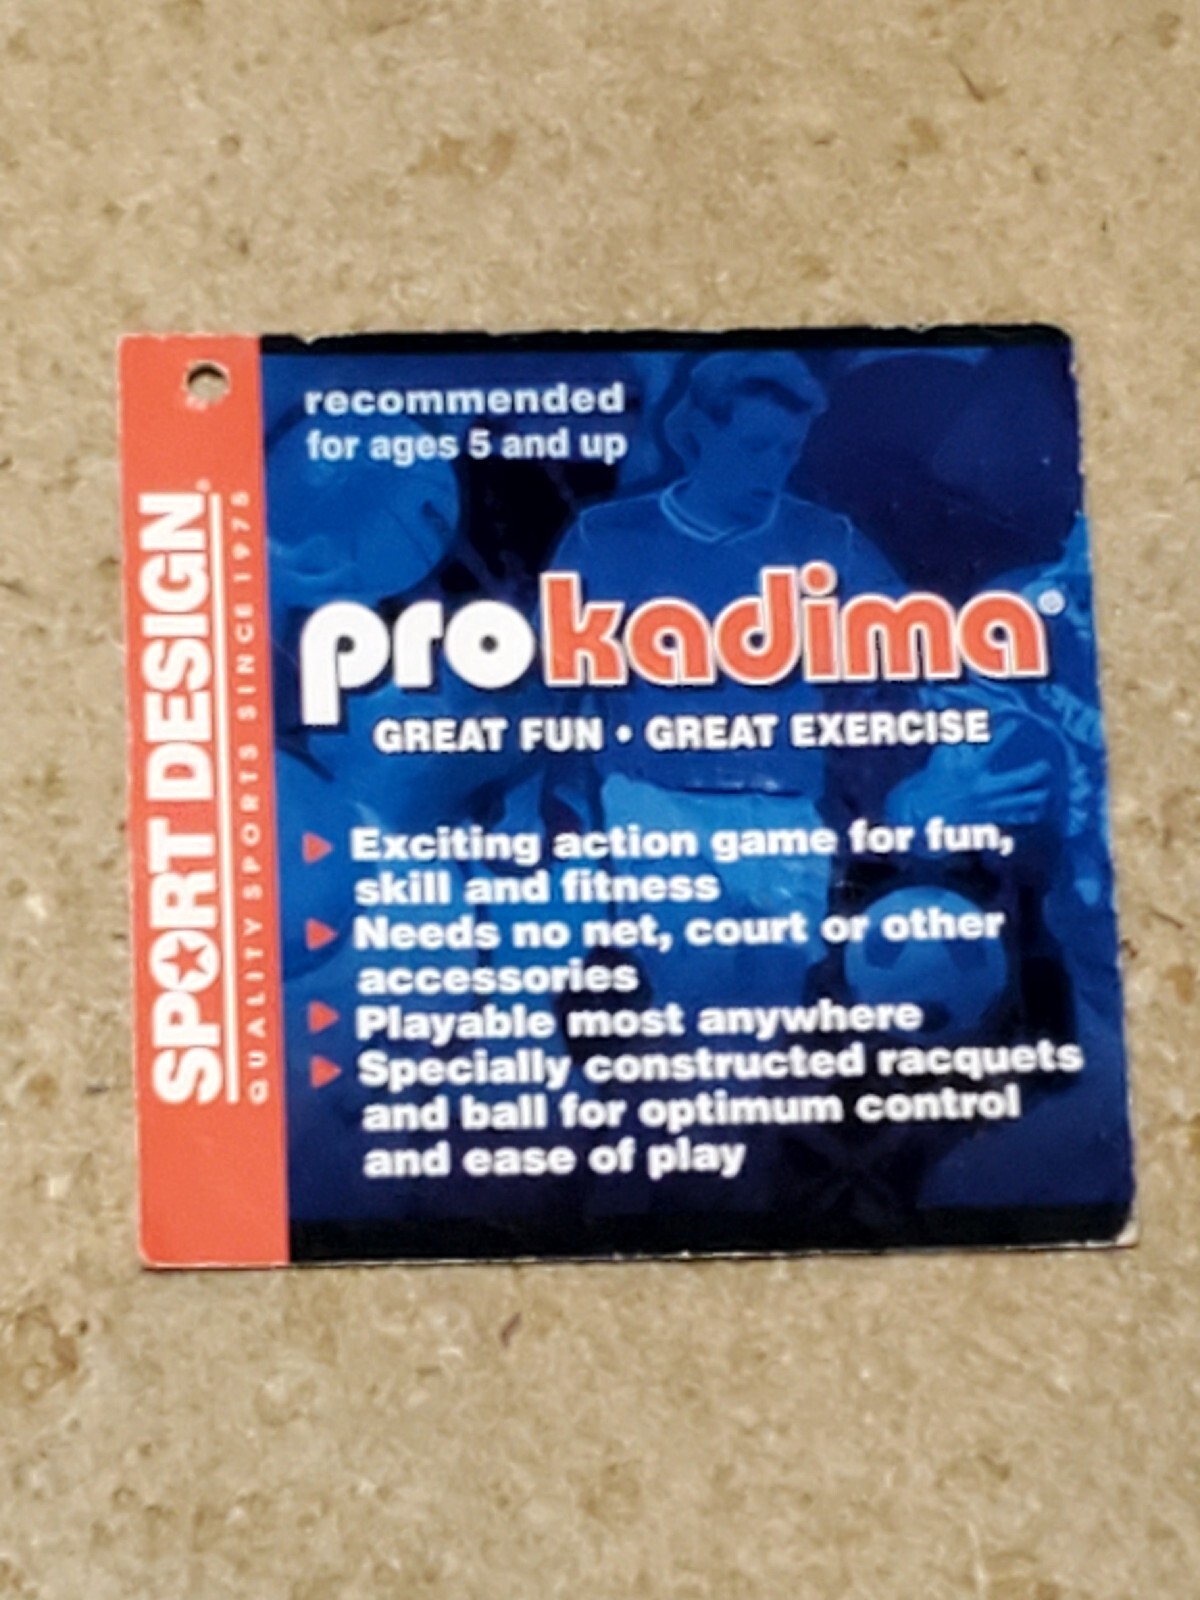 SPORT DESIGN®
QUALITY SPORTS SINCE 1975
recommended
for ages 5 and up
prokadima®
GREAT FUN • GREAT EXERCISE
Exciting action game for fun,
skill and fitness
Needs no net, court or other
accessories
Playable most anywhere
Specially constructed racquets
and ball for optimum control
and ease of play